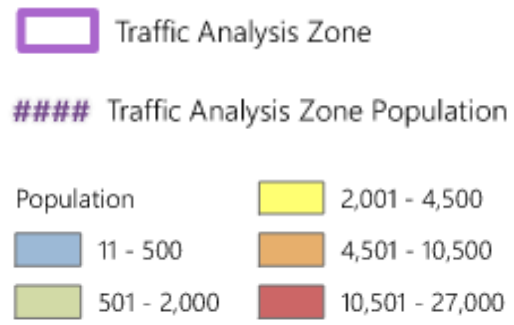 Traffic Analysis Zone
#### Traffic Analysis Zone Population
Population
11 - 500
501 - 2,000
2,001 - 4,500
4,501 - 10,500
10,501 - 27,000